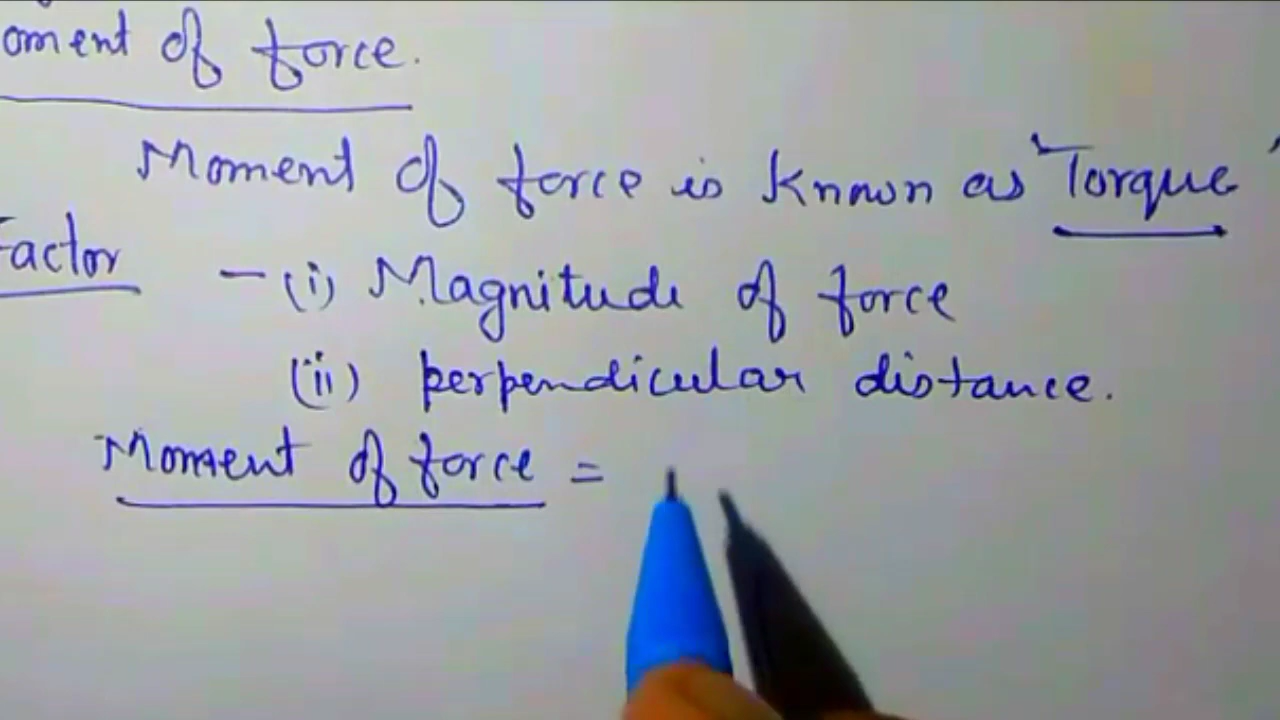 oment of force.
Moment of force is known as 'Torque'
Factor - (i) Magnitude of force
(ii) perpendicular distance.
Moment of force =